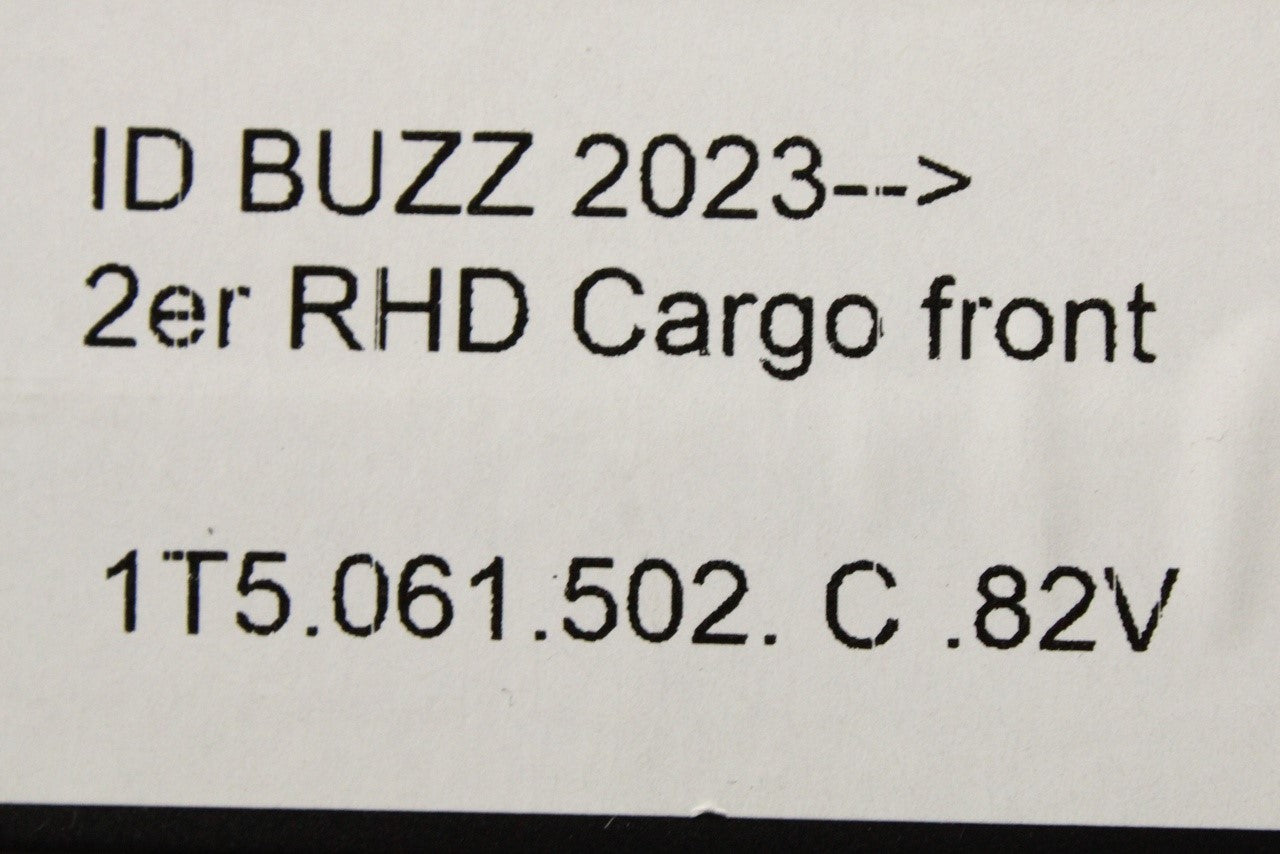 ID BUZZ 2023-->
2er RHD Cargo front
1T5.061.502. C .82V